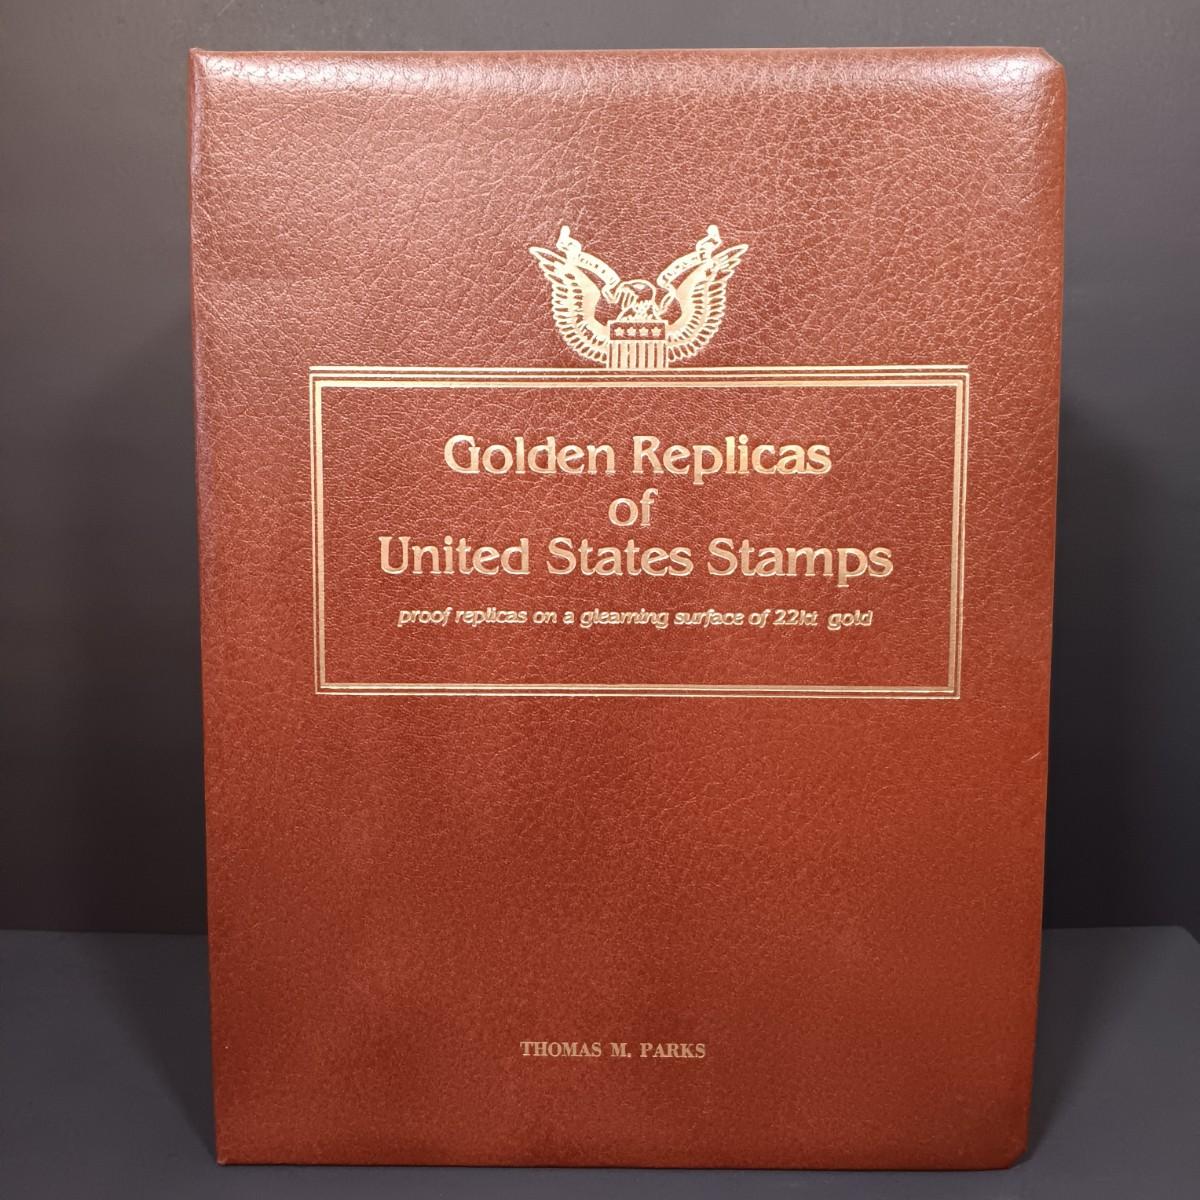 Golden Replicas
of
United States Stamps
proof replicas on a gleaming surface of 22kt gold
THOMAS M. PARKS